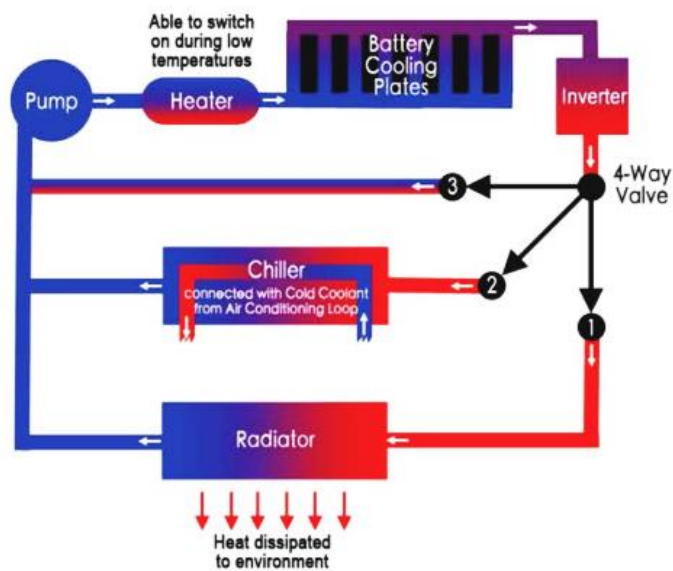 Able to switch
on during low
temperatures
Pump
Heater
Battery
Cooling
Plates
Inverter
4-Way
Valve
3
Chiller
connected with Cold Coolant
from Air Conditioning Loop
2
1
Radiator
Heat dissipated
to environment